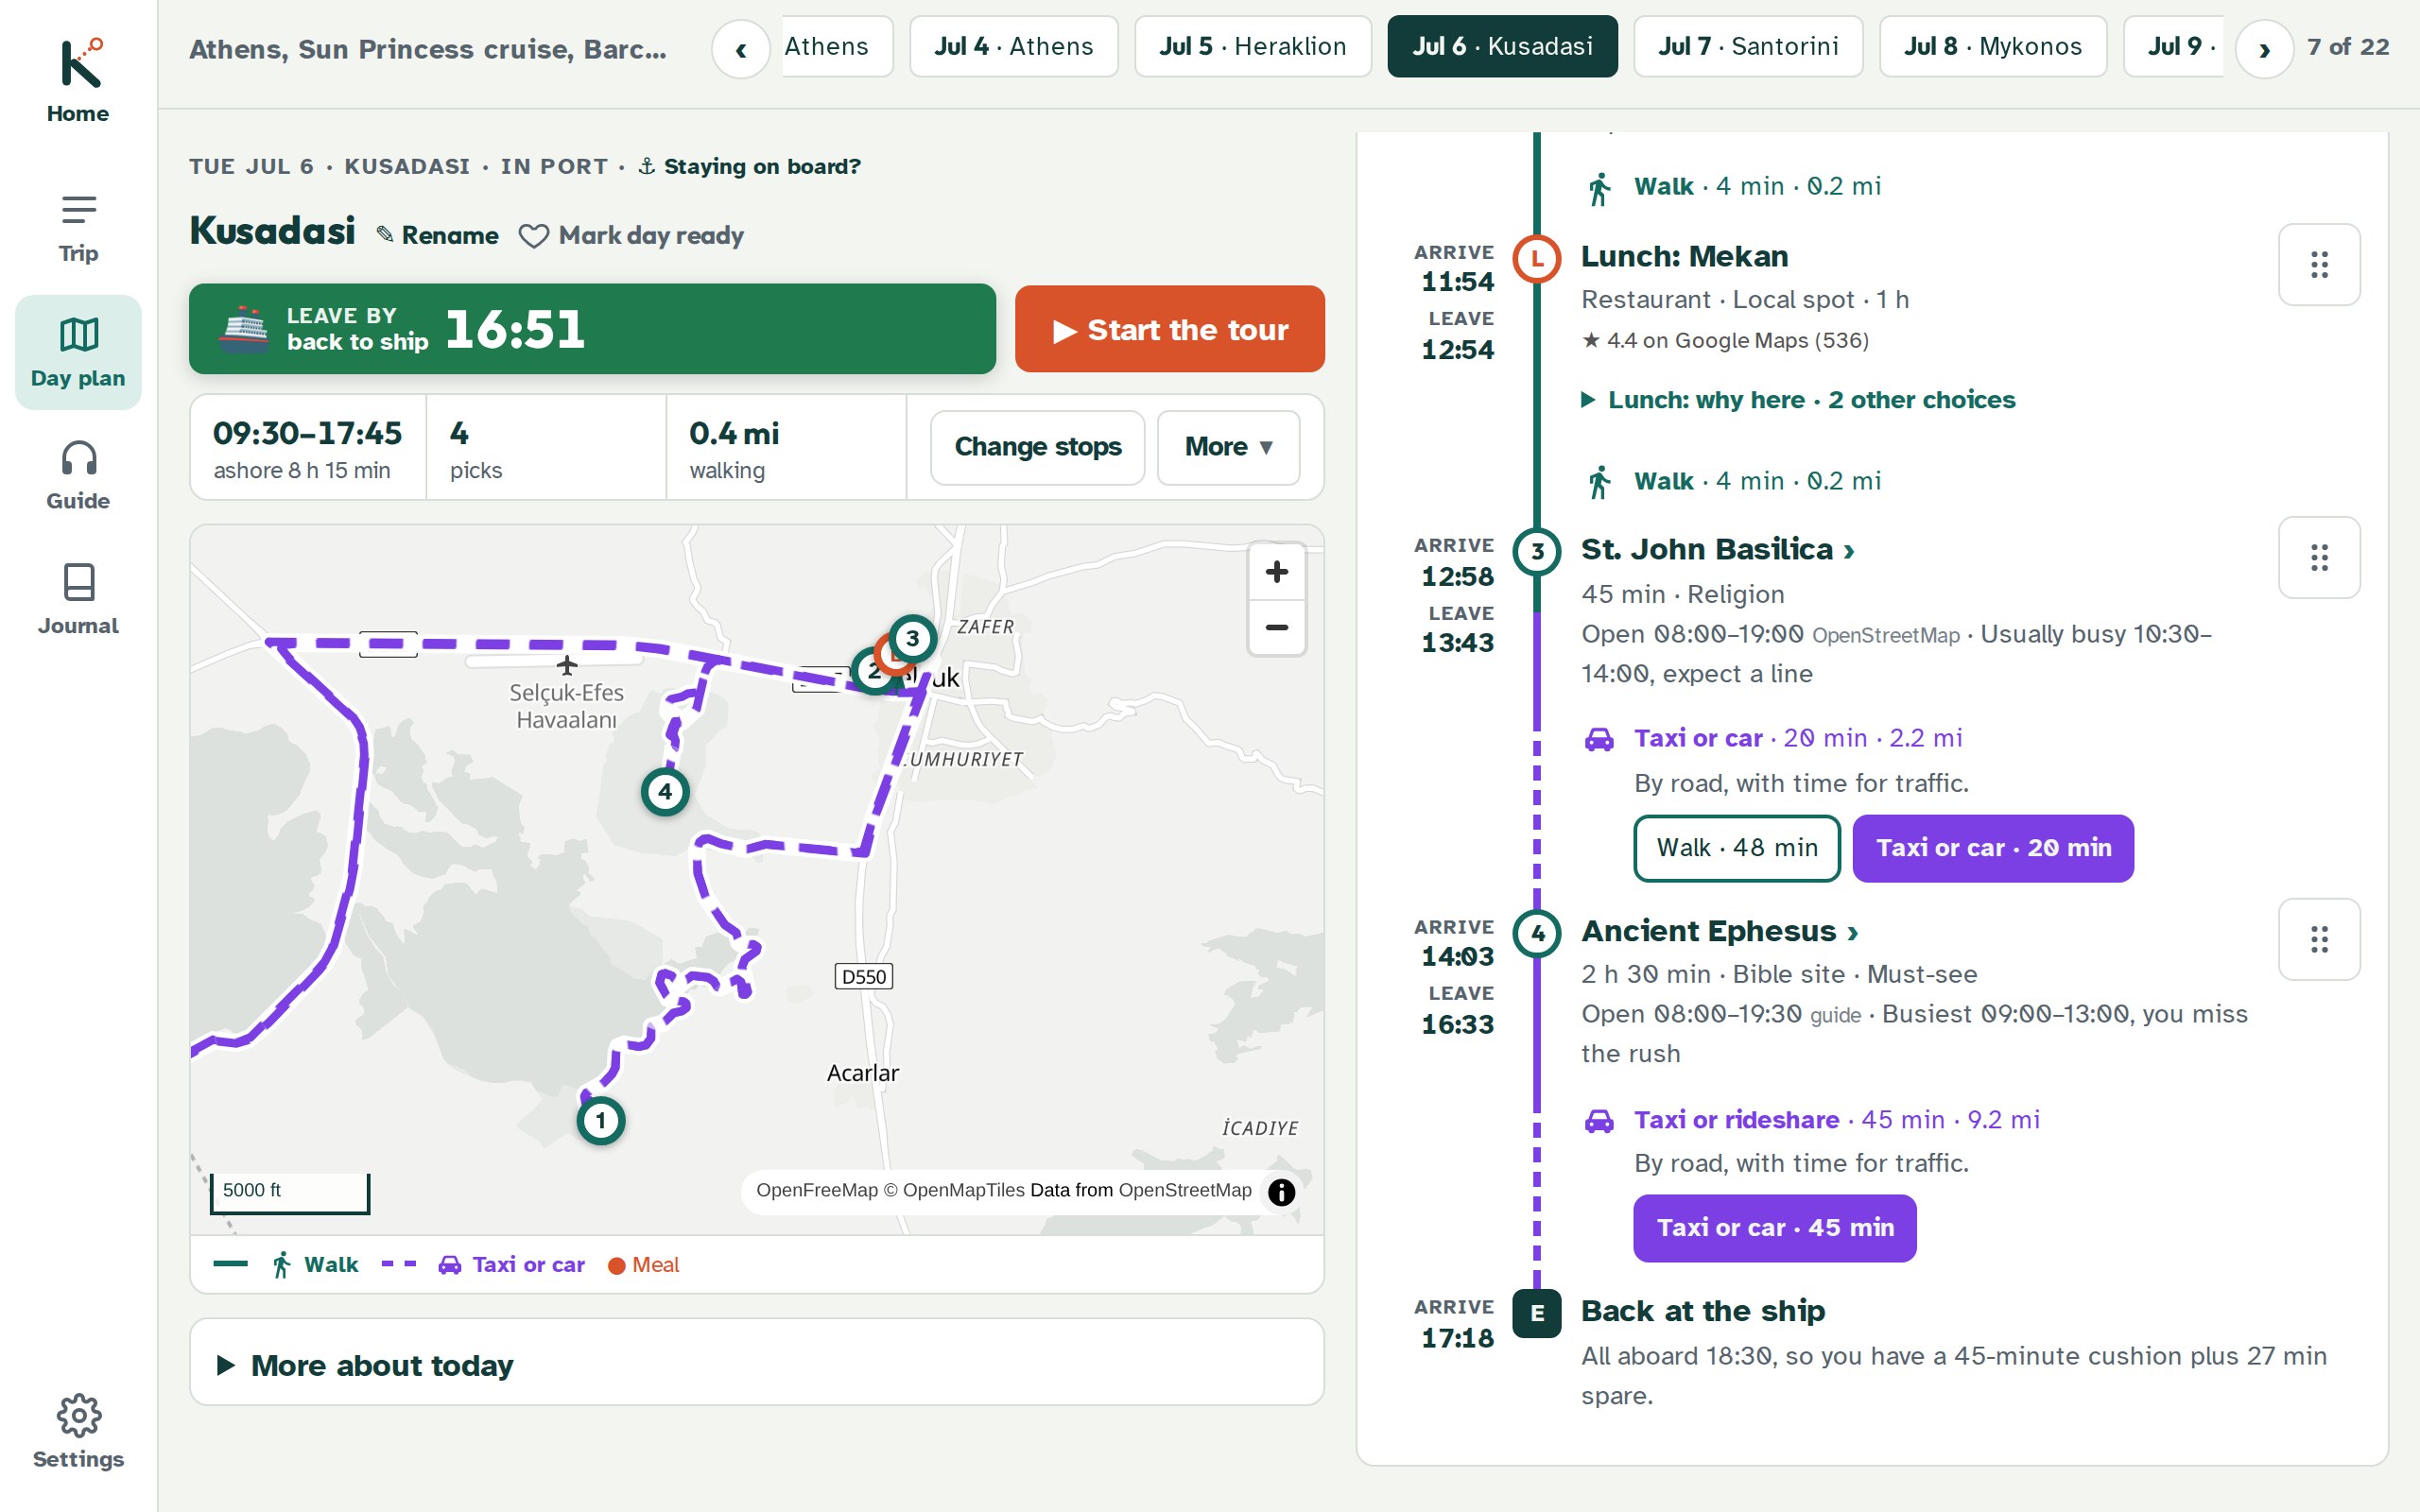 Athens, Sun Princess cruise, Barc...
‹
Athens
Jul 4 · Athens
Jul 5 · Heraklion
Jul 6 · Kusadasi
Jul 7 · Santorini
Jul 8 · Mykonos
Jul 9 ·
›
7 of 22
Home
Trip
Day plan
Guide
Journal
Settings
TUE JUL 6 · KUSADASI · IN PORT · ⚓ Staying on board?
Kusadasi ✎ Rename ♡ Mark day ready
LEAVE BY
back to ship
16:51
▶ Start the tour
09:30–17:45
ashore 8 h 15 min
4
picks
0.4 mi
walking
Change stops
More ▼
ZAFER
Selçuk-Efes
Havaalanı
UMHURIYET
D550
Acarlar
İCADIYE
1
2
3
4
+
−
5000 ft
OpenFreeMap © OpenMapTiles Data from OpenStreetMap
Walk
Taxi or car
Meal
▶ More about today
Walk · 4 min · 0.2 mi
ARRIVE
11:54
LEAVE
12:54
L
Lunch: Mekan
Restaurant · Local spot · 1 h
★ 4.4 on Google Maps (536)
▶ Lunch: why here · 2 other choices
Walk · 4 min · 0.2 mi
ARRIVE
12:58
LEAVE
13:43
3
St. John Basilica ›
45 min · Religion
Open 08:00–19:00 OpenStreetMap · Usually busy 10:30–
14:00, expect a line
Taxi or car · 20 min · 2.2 mi
By road, with time for traffic.
Walk · 48 min
Taxi or car · 20 min
ARRIVE
14:03
LEAVE
16:33
4
Ancient Ephesus ›
2 h 30 min · Bible site · Must-see
Open 08:00–19:30 guide · Busiest 09:00–13:00, you miss
the rush
Taxi or rideshare · 45 min · 9.2 mi
By road, with time for traffic.
Taxi or car · 45 min
ARRIVE
17:18
E
Back at the ship
All aboard 18:30, so you have a 45-minute cushion plus 27 min
spare.